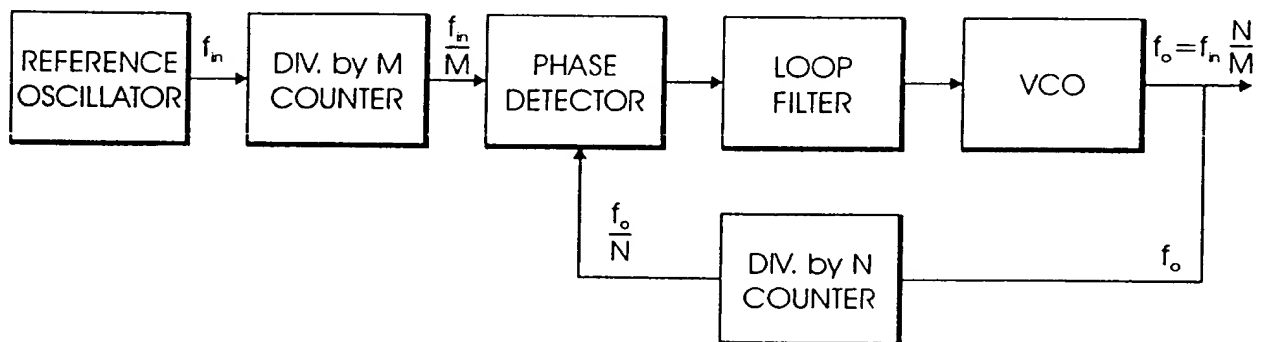 REFERENCE
OSCILLATOR
f_in
DIV. by M
COUNTER
f_in
M
PHASE
DETECTOR
LOOP
FILTER
VCO
f_o = f_in N/M
f_o
N
DIV. by N
COUNTER
f_o